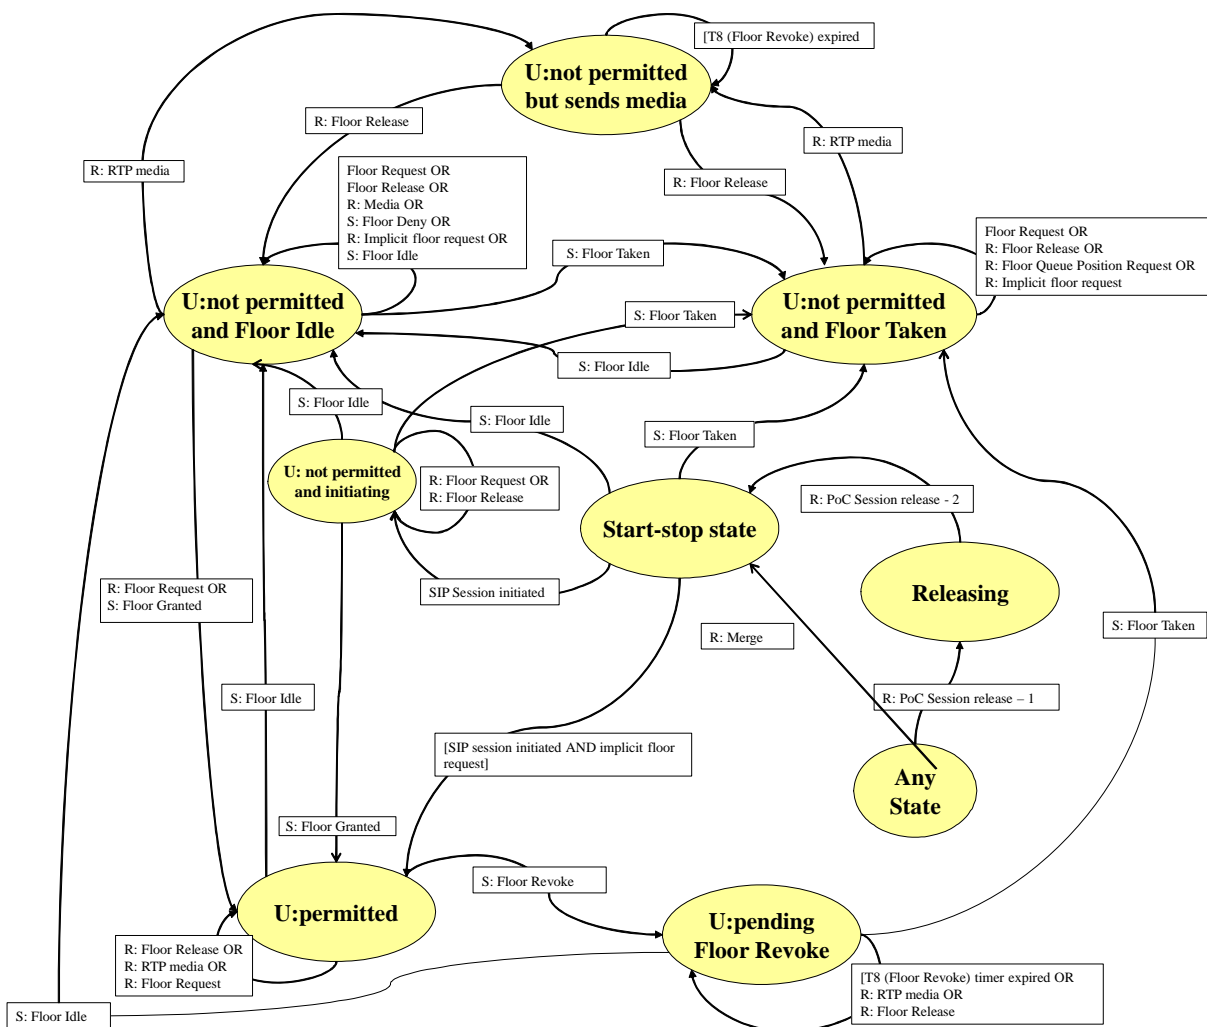 [T8 (Floor Revoke) expired
U:not permitted
but sends media
R: Floor Release
R: RTP media
R: RTP media
R: Floor Release
Floor Request OR
Floor Release OR
R: Media OR
S: Floor Deny OR
R: Implicit floor request OR
S: Floor Idle
Floor Request OR
R: Floor Release OR
R: Floor Queue Position Request OR
R: Implicit floor request
S: Floor Taken
U:not permitted
and Floor Idle
S: Floor Taken
U:not permitted
and Floor Taken
S: Floor Idle
S: Floor Idle
S: Floor Idle
S: Floor Taken
U: not permitted
and initiating
R: Floor Request OR
R: Floor Release
R: PoC Session release - 2
Start-stop state
SIP Session initiated
Releasing
R: Floor Request OR
S: Floor Granted
R: Merge
S: Floor Taken
S: Floor Idle
R: PoC Session release – 1
[SIP session initiated AND implicit floor
request]
Any
State
S: Floor Granted
S: Floor Revoke
U:permitted
U:pending
Floor Revoke
R: Floor Release OR
R: RTP media OR
R: Floor Request
[T8 (Floor Revoke) timer expired OR
R: RTP media OR
R: Floor Release
S: Floor Idle